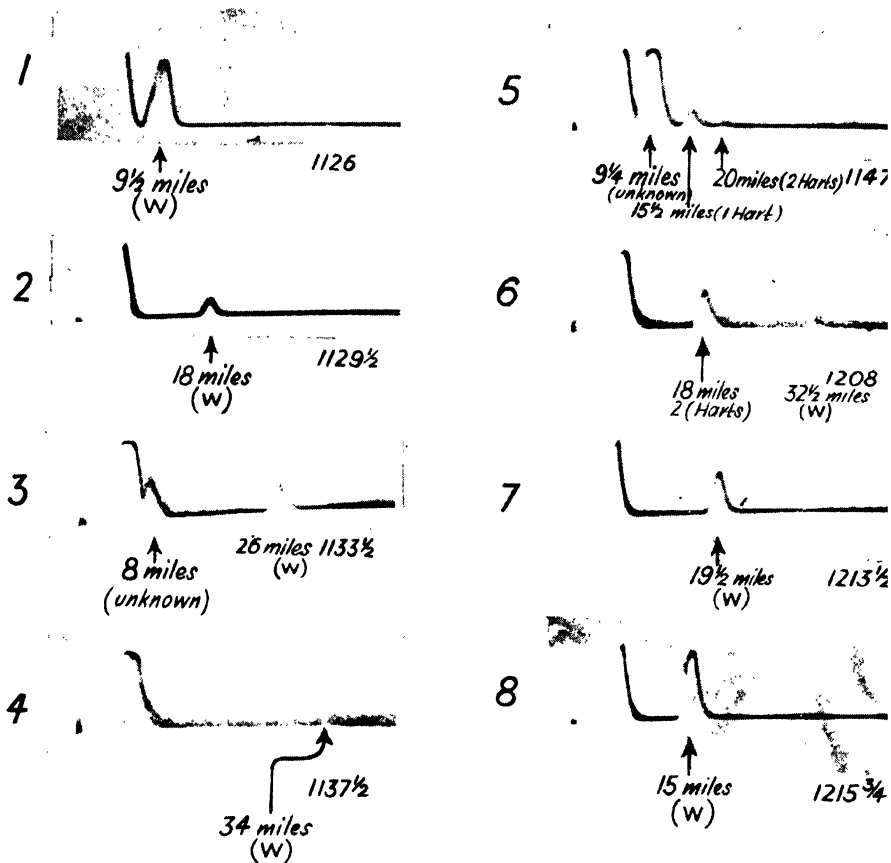 1
9½ miles
(W)
1126
2
18 miles
(W)
1129½
3
8 miles
(unknown)
26 miles
(W)
1133½
4
34 miles
(W)
1137½
5
9¼ miles
(unknown)
15½ miles (1 Hart)
20 miles (2 Harts)
1147
6
18 miles
2 (Harts)
1208
32½ miles
(W)
7
19½ miles
(W)
1213½
8
15 miles
(W)
1215¾